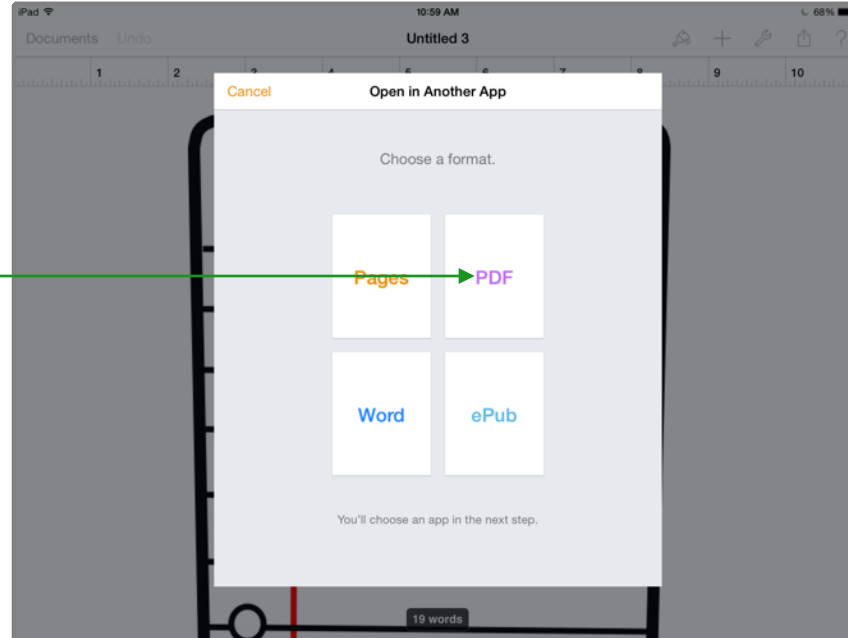 iPad 10:59 AM 68%
Documents Undo Untitled 3 ?
1 2 3 4 5 6 7 8 9 10
Cancel Open in Another App
Choose a format.
Pages PDF
Word ePub
You'll choose an app in the next step.
19 words